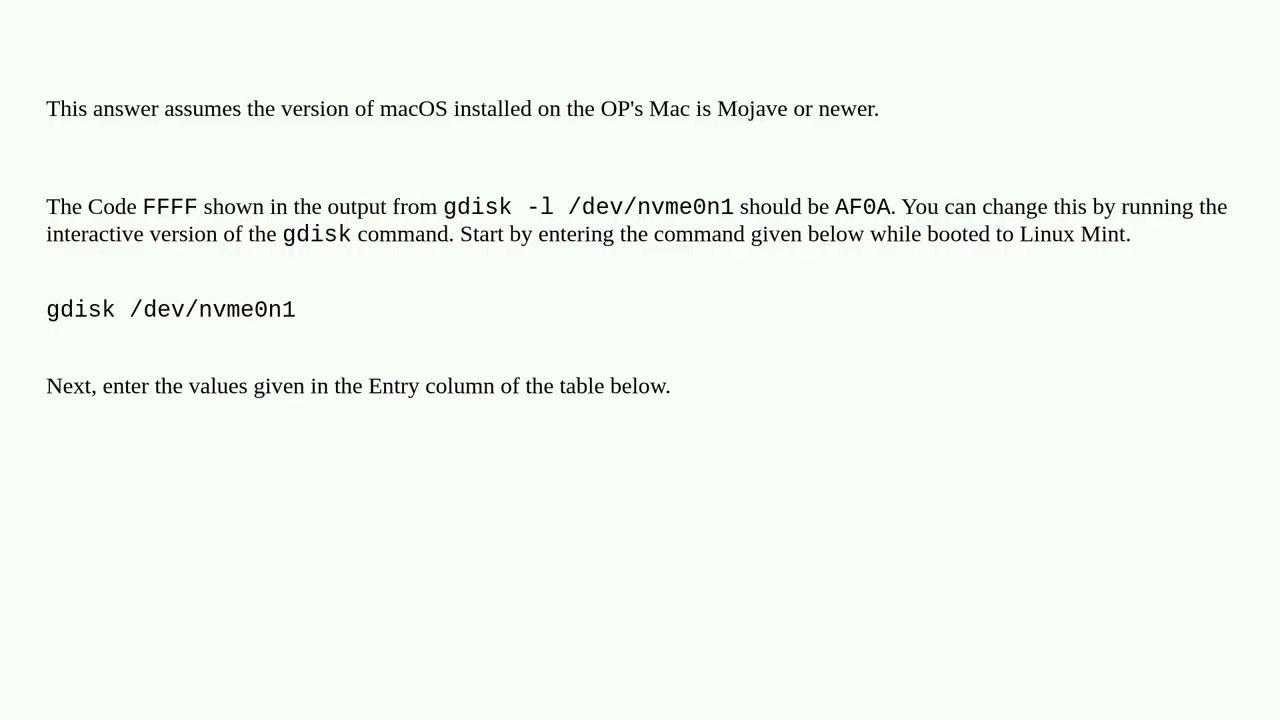 This answer assumes the version of macOS installed on the OP's Mac is Mojave or newer.
The Code FFFF shown in the output from gdisk -l /dev/nvme0n1 should be AF0A. You can change this by running the
interactive version of the gdisk command. Start by entering the command given below while booted to Linux Mint.
gdisk /dev/nvme0n1
Next, enter the values given in the Entry column of the table below.